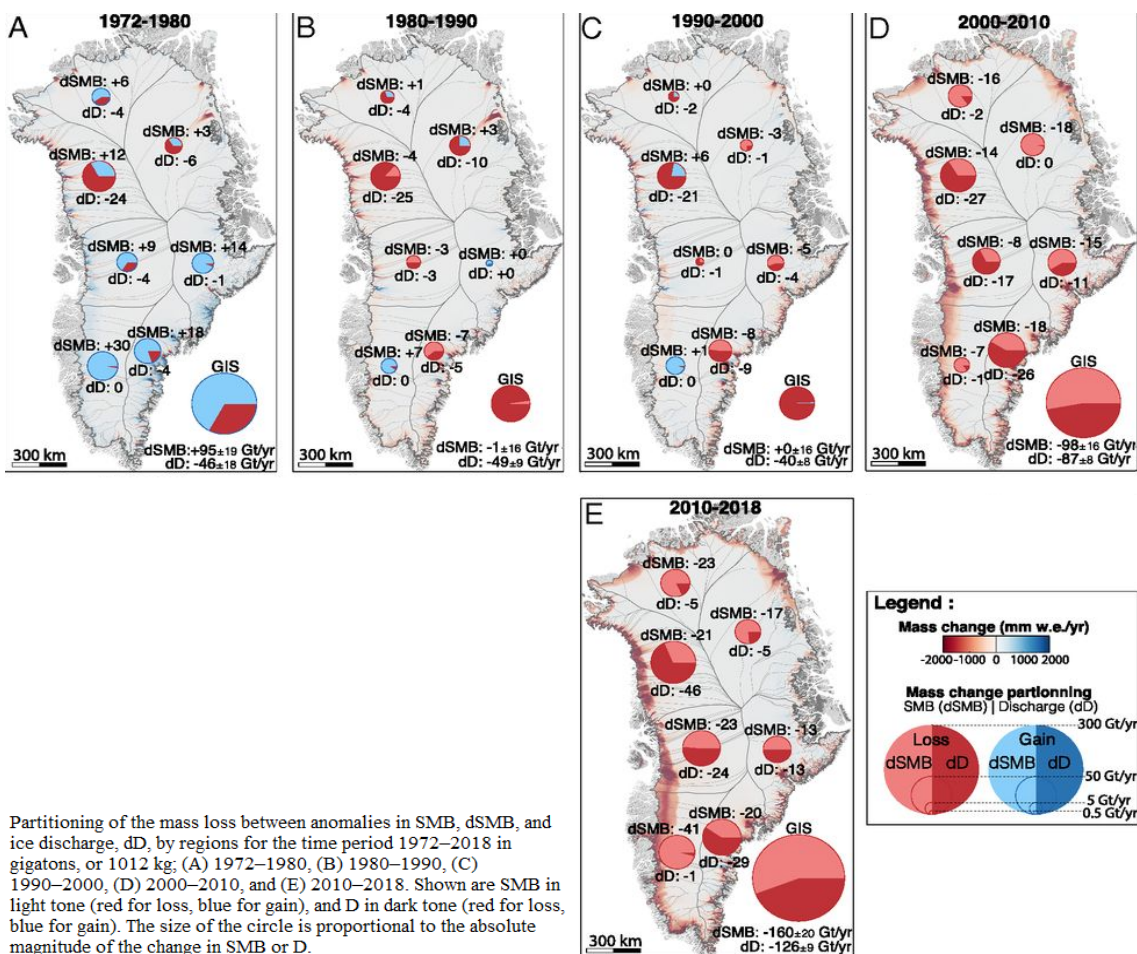 A
1972-1980
dSMB: +6
dD: -4
dSMB: +3
dD: -6
dSMB: +12
dD: -24
dSMB: +9
dD: -4
dSMB: +14
dD: -1
dSMB: +30
dD: 0
dSMB: +18
dD: -4
GIS
300 km
dSMB:+95±19 Gt/yr
dD: -46±18 Gt/yr
B
1980-1990
dSMB: +1
dD: -4
dSMB: +3
dD: -10
dSMB: -4
dD: -25
dSMB: -3
dD: -3
dSMB: +0
dD: +0
dSMB: +7
dD: 0
dSMB: -7
dD: -5
GIS
300 km
dSMB: -1±16 Gt/yr
dD: -49±9 Gt/yr
C
1990-2000
dSMB: +0
dD: -2
dSMB: -3
dD: -1
dSMB: +6
dD: -21
dSMB: 0
dD: -1
dSMB: -5
dD: -4
dSMB: +1
dD: 0
dSMB: -8
dD: -9
GIS
300 km
dSMB: +0±16 Gt/yr
dD: -40±8 Gt/yr
D
2000-2010
dSMB: -16
dD: -2
dSMB: -18
dD: 0
dSMB: -14
dD: -27
dSMB: -8
dD: -17
dSMB: -15
dD: -11
dSMB: -7
dD: -1
dSMB: -18
dD: -26
GIS
300 km
dSMB: -98±16 Gt/yr
dD: -87±8 Gt/yr
E
2010-2018
dSMB: -23
dD: -5
dSMB: -17
dD: -5
dSMB: -21
dD: -46
dSMB: -23
dD: -24
dSMB: -13
dD: -13
dSMB: -41
dD: -1
dSMB: -20
dD: -29
GIS
300 km
dSMB: -160±20 Gt/yr
dD: -126±9 Gt/yr
Legend :
Mass change (mm w.e./yr)
-2000 -1000 0 1000 2000
Mass change partionning
SMB (dSMB) | Discharge (dD)
300 Gt/yr
Loss
Gain
dSMB dD dSMB dD
50 Gt/yr
5 Gt/yr
0.5 Gt/yr
Partitioning of the mass loss between anomalies in SMB, dSMB, and
ice discharge, dD, by regions for the time period 1972–2018 in
gigatons, or 1012 kg; (A) 1972–1980, (B) 1980–1990, (C)
1990–2000, (D) 2000–2010, and (E) 2010–2018. Shown are SMB in
light tone (red for loss, blue for gain), and D in dark tone (red for loss,
blue for gain). The size of the circle is proportional to the absolute
magnitude of the change in SMB or D.